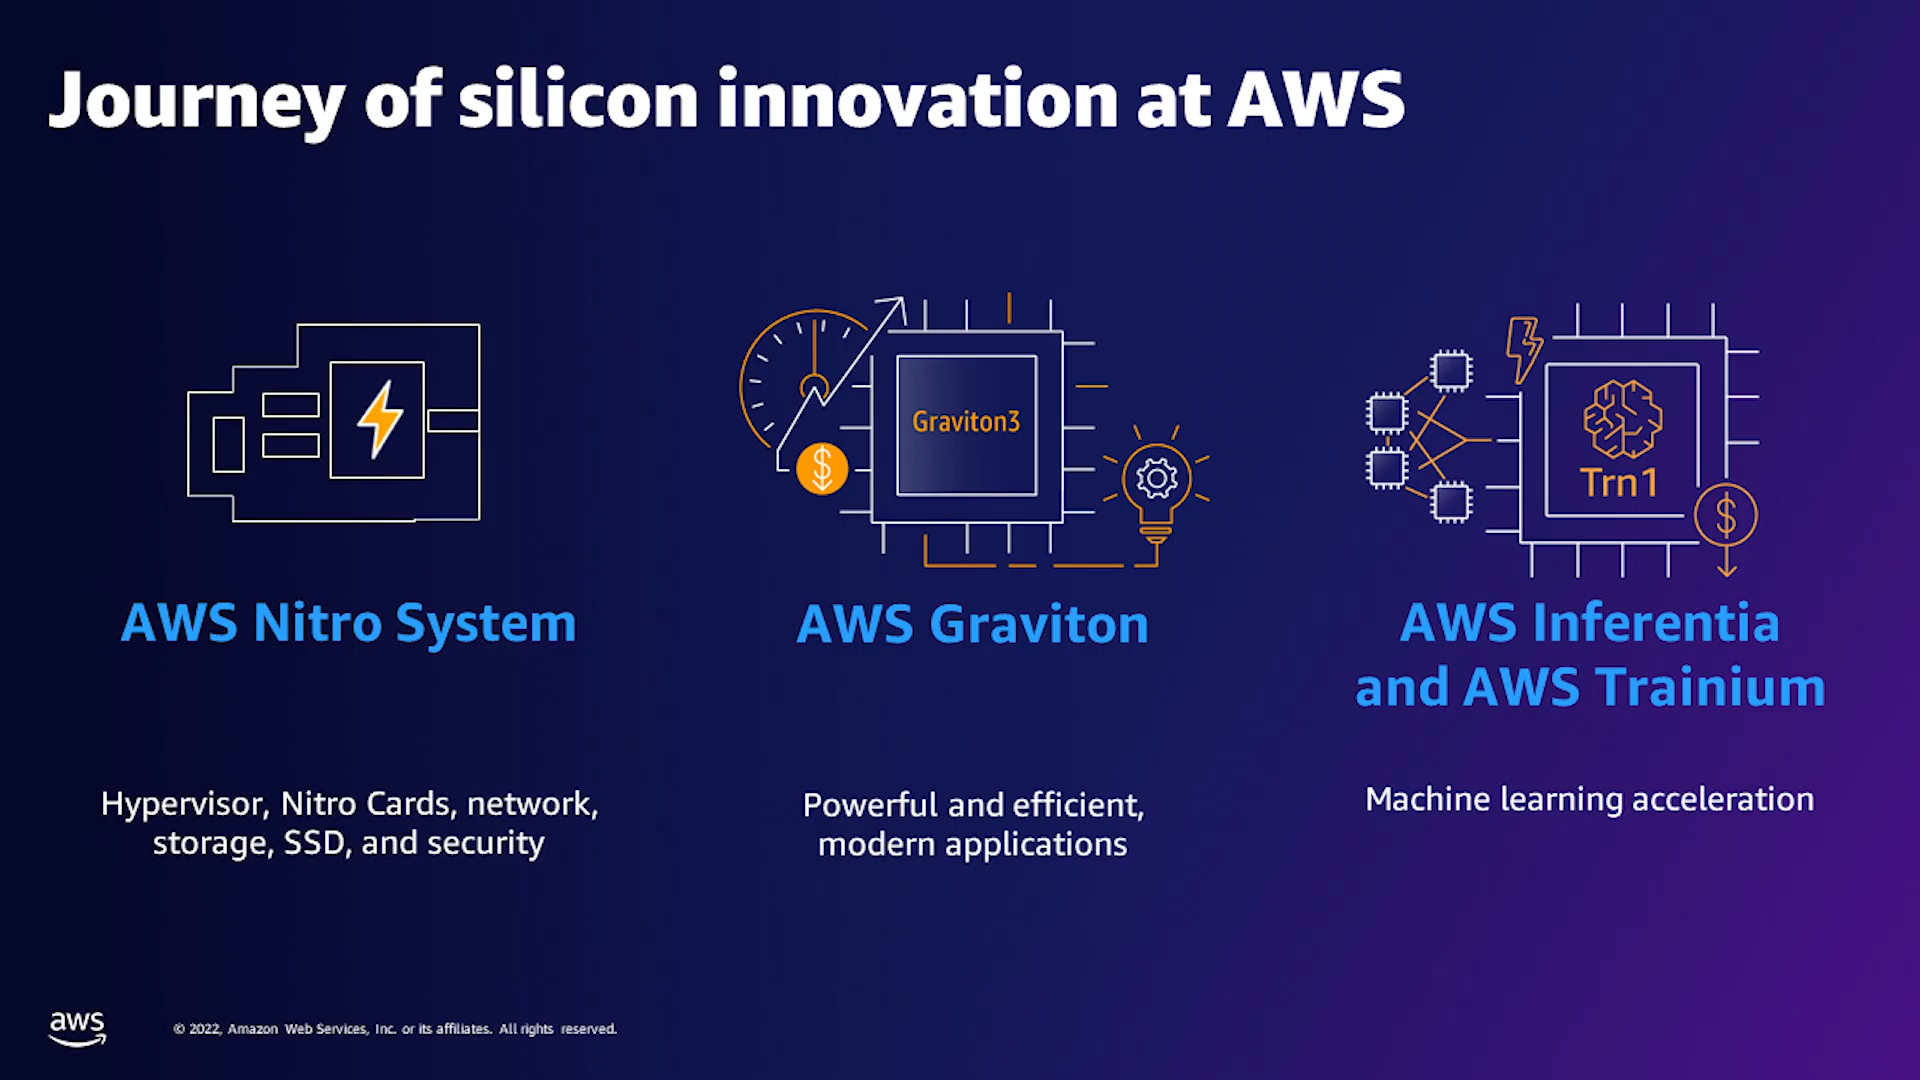 Journey of silicon innovation at AWS
Graviton3
Trn1
$
$
AWS Nitro System
AWS Graviton
AWS Inferentia
and AWS Trainium
Hypervisor, Nitro Cards, network,
storage, SSD, and security
Powerful and efficient,
modern applications
Machine learning acceleration
aws
© 2022, Amazon Web Services, Inc. or its affiliates. All rights reserved.